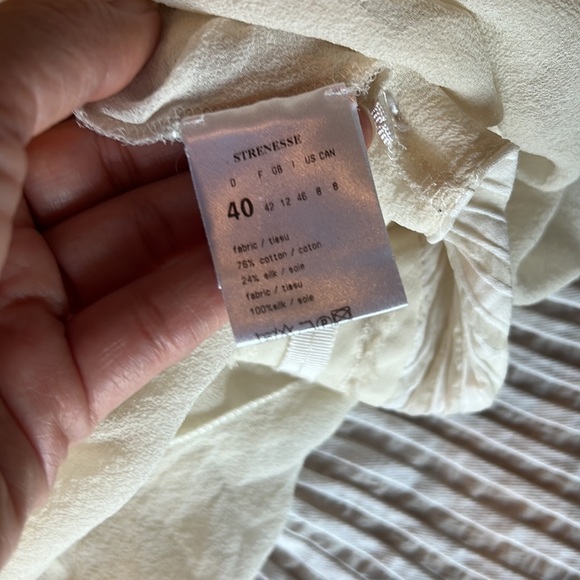 STRENESSE
D F GB I US CAN
40 42 12 46 8 8
fabric / tissu
76% cotton / coton
24% silk / soie
fabric / tissu
100%silk / soie